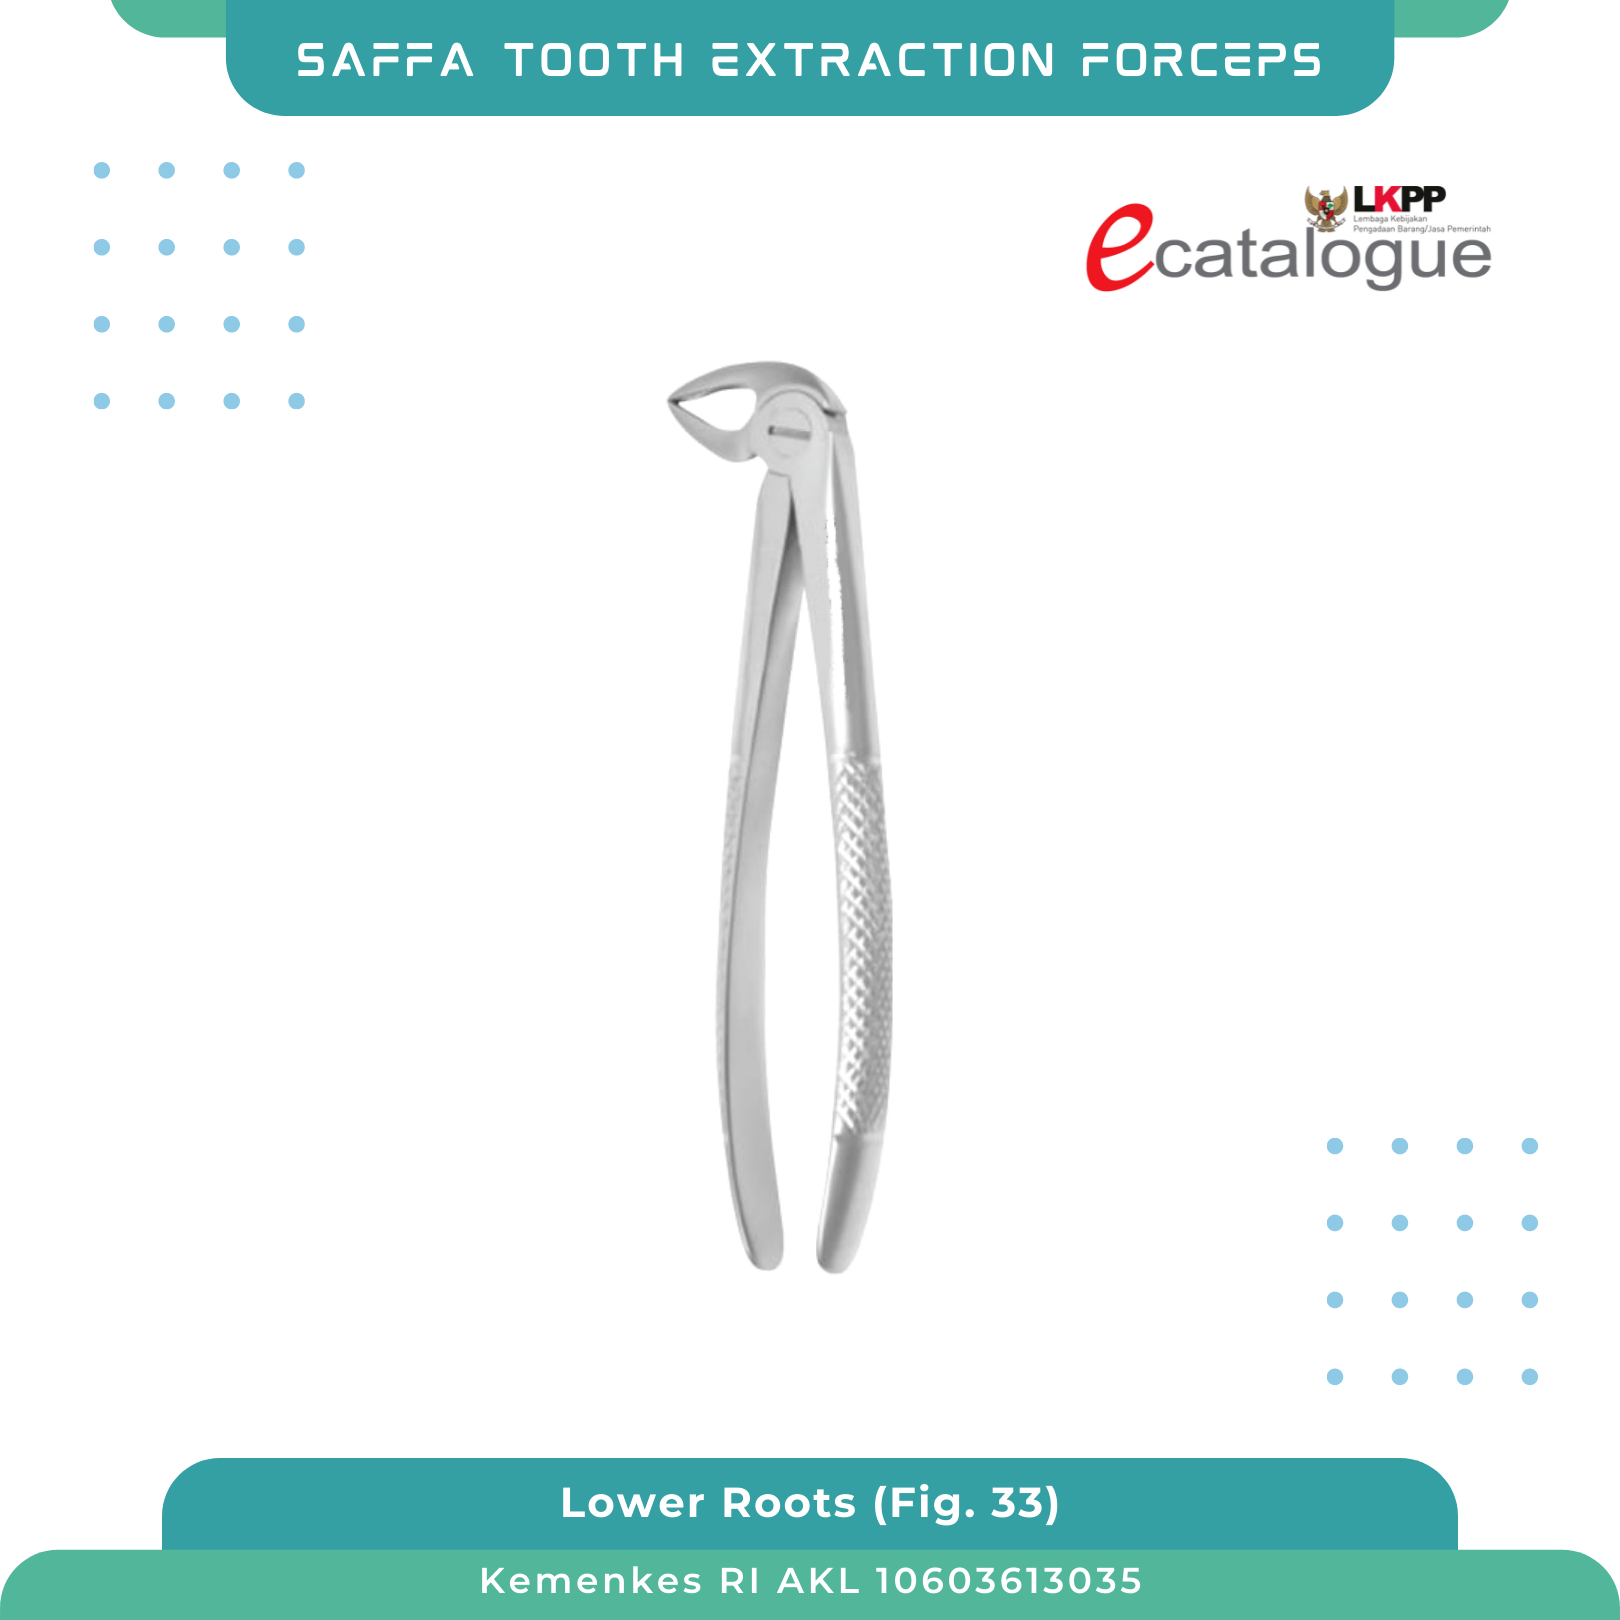 SAFFA TOOTH EXTRACTION FORCEPS
LKPP
Lembaga Kebijakan
Pengadaan Barang/Jasa Pemerintah
ecatalogue
Lower Roots (Fig. 33)
Kemenkes RI AKL 10603613035